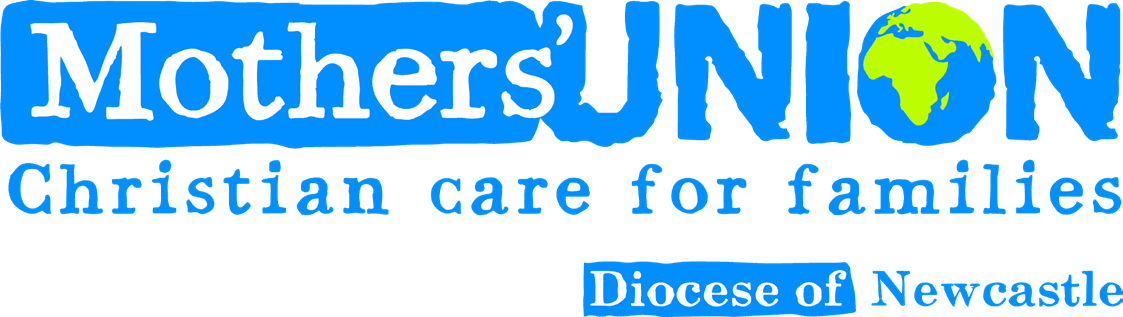 Mothers' UNION
Christian care for families
Diocese of Newcastle